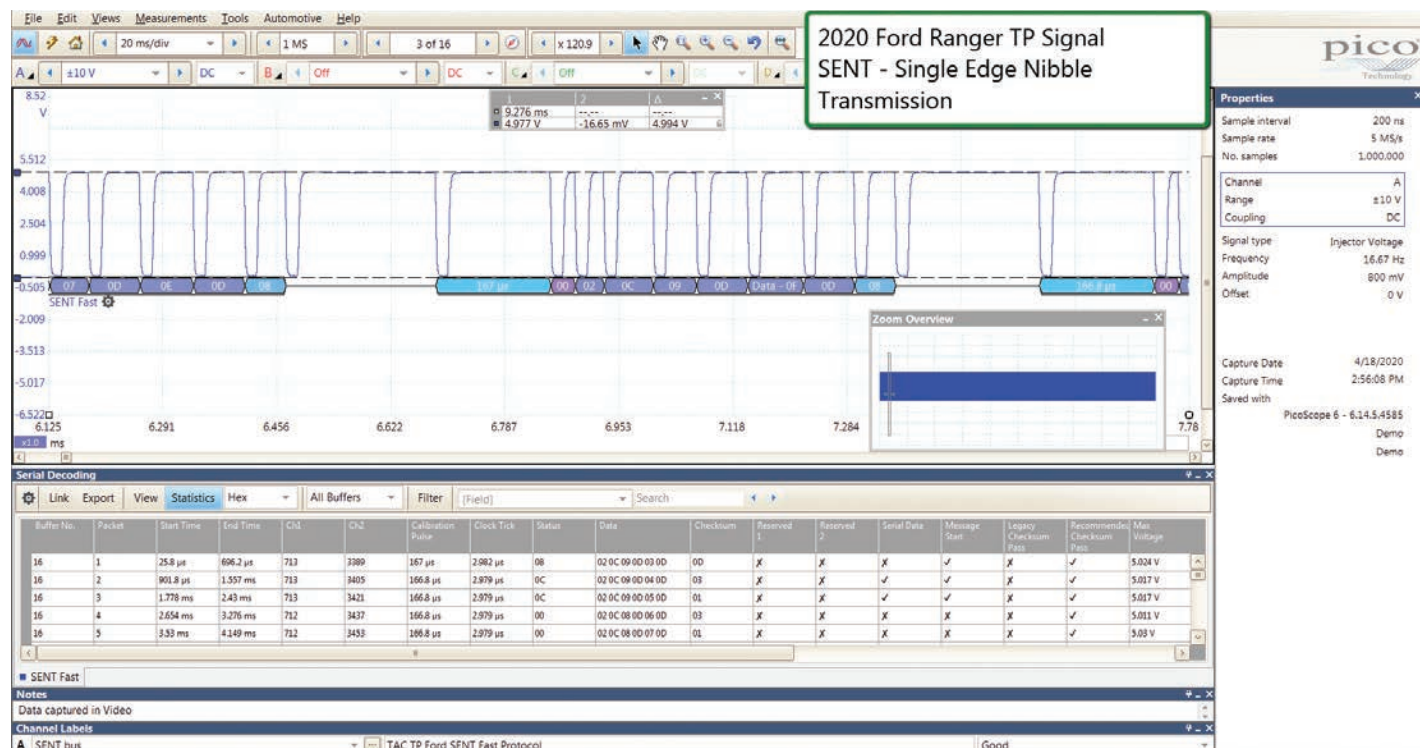 File Edit Views Measurements Tools Automotive Help
20 ms/div 1 MS 3 of 16 x 120.9
A ±10 V DC B Off DC C Off DC D
2020 Ford Ranger TP Signal
SENT - Single Edge Nibble
Transmission
pico
Technology
8.52
V
5.512
4.008
2.504
0.999
-0.505
-2.009
-3.513
-5.017
-6.522
1 2 Δ
9.276 ms --.-- --.--
4.977 V -16.65 mV 4.994 V
07 0D 0E 0D 08 167 µs 00 02 0C 09 0D Data - 0F 0D 08 166.8 µs 00
SENT Fast
Zoom Overview
6.125 6.291 6.456 6.622 6.787 6.953 7.118 7.284 7.78
x1.0 ms
Properties
Sample interval 200 ns
Sample rate 5 MS/s
No. samples 1.000.000
Channel A
Range ±10 V
Coupling DC
Signal type Injector Voltage
Frequency 16.67 Hz
Amplitude 800 mV
Offset 0 V
Capture Date 4/18/2020
Capture Time 2:56:08 PM
Saved with
PicoScope 6 - 6.14.5.4585
Demo
Demo
Serial Decoding
Link Export View Statistics Hex All Buffers Filter [Field] Search
Buffer No. Packet Start Time End Time Ch1 Ch2 Calibration Pulse Clock Tick Status Data Checksum Reserved 1 Reserved 2 Serial Data Message Start Legacy Checksum Pass Recommended Checksum Pass Max Voltage
16 1 25.8 µs 696.2 µs 713 3389 167 µs 2.982 µs 08 02 0C 09 0D 03 0D 0D ✗ ✗ ✗ ✓ ✗ ✓ 5.024 V
16 2 901.8 µs 1.557 ms 713 3405 166.8 µs 2.979 µs 0C 02 0C 09 0D 04 0D 03 ✗ ✗ ✓ ✓ ✗ ✓ 5.017 V
16 3 1.778 ms 2.43 ms 713 3421 166.8 µs 2.979 µs 0C 02 0C 09 0D 05 0D 01 ✗ ✗ ✓ ✓ ✗ ✓ 5.017 V
16 4 2.654 ms 3.276 ms 712 3437 166.8 µs 2.979 µs 00 02 0C 08 0D 06 0D 03 ✗ ✗ ✗ ✗ ✗ ✓ 5.011 V
16 5 3.53 ms 4.149 ms 712 3453 166.8 µs 2.979 µs 00 02 0C 08 0D 07 0D 01 ✗ ✗ ✗ ✗ ✗ ✓ 5.03 V
SENT Fast
Notes
Data captured in Video
Channel Labels
A SENT bus TAC TP Ford SENT Fast Protocol Good